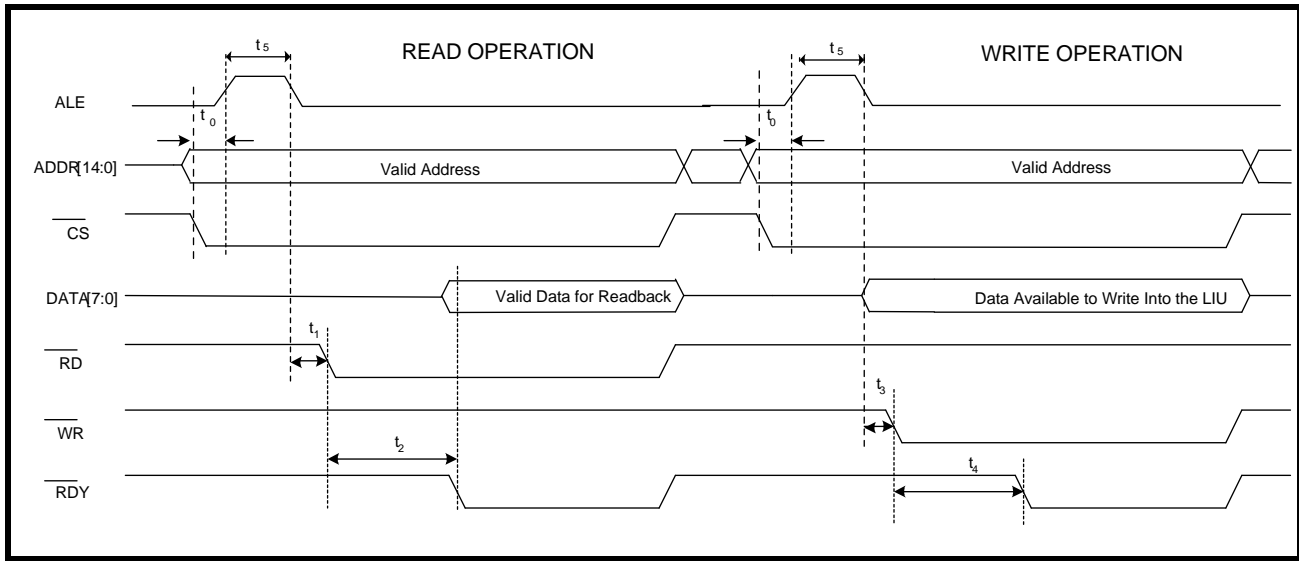 READ OPERATION
WRITE OPERATION
t5
t5
ALE
t0
t0
ADDR[14:0]
Valid Address
Valid Address
CS
DATA[7:0]
Valid Data for Readback
Data Available to Write Into the LIU
t1
RD
t3
WR
t2
t4
RDY